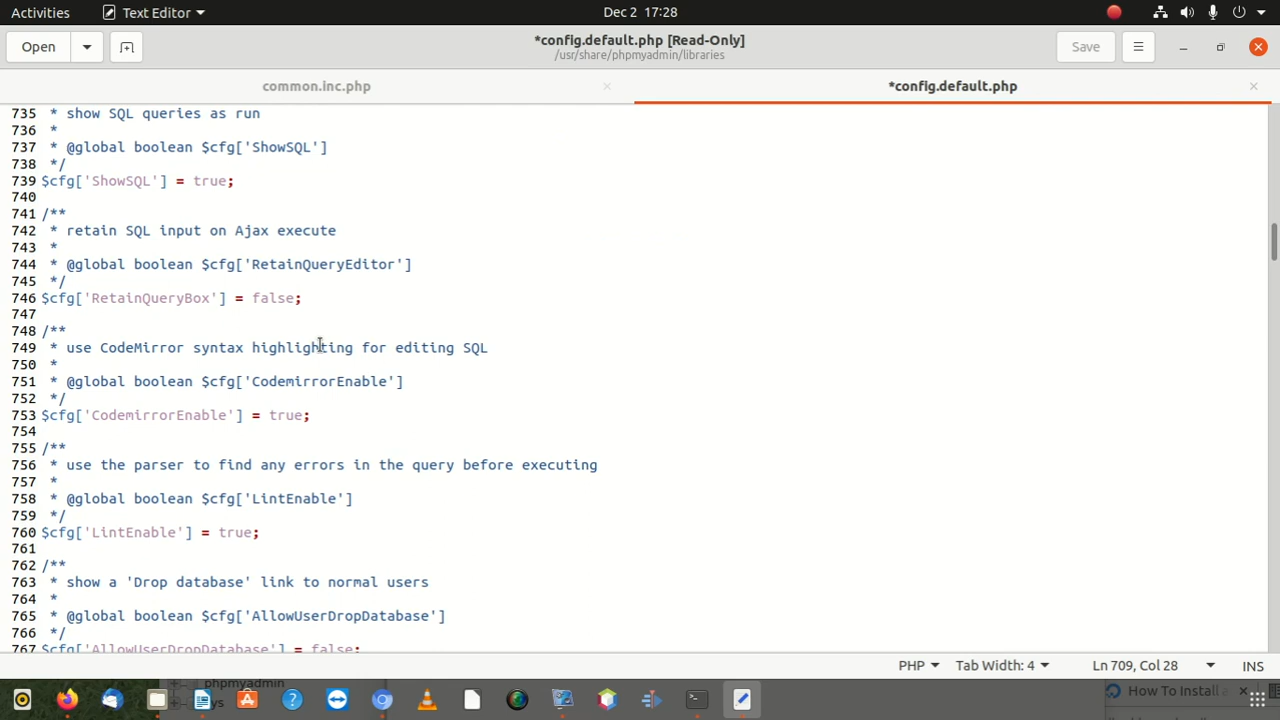 Activities Text Editor Dec 2 17:28
Open *config.default.php [Read-Only] Save
/usr/share/phpmyadmin/libraries
common.inc.php *config.default.php
735 * show SQL queries as run
736 *
737 * @global boolean $cfg['ShowSQL']
738 */
739 $cfg['ShowSQL'] = true;
740
741 /**
742 * retain SQL input on Ajax execute
743 *
744 * @global boolean $cfg['RetainQueryEditor']
745 */
746 $cfg['RetainQueryBox'] = false;
747
748 /**
749 * use CodeMirror syntax highlighting for editing SQL
750 *
751 * @global boolean $cfg['CodemirrorEnable']
752 */
753 $cfg['CodemirrorEnable'] = true;
754
755 /**
756 * use the parser to find any errors in the query before executing
757 *
758 * @global boolean $cfg['LintEnable']
759 */
760 $cfg['LintEnable'] = true;
761
762 /**
763 * show a 'Drop database' link to normal users
764 *
765 * @global boolean $cfg['AllowUserDropDatabase']
766 */
767 $cfg['AllowUserDropDatabase'] = false;
PHP Tab Width: 4 Ln 709, Col 28 INS
phpmyadmin
ys
How To Install a